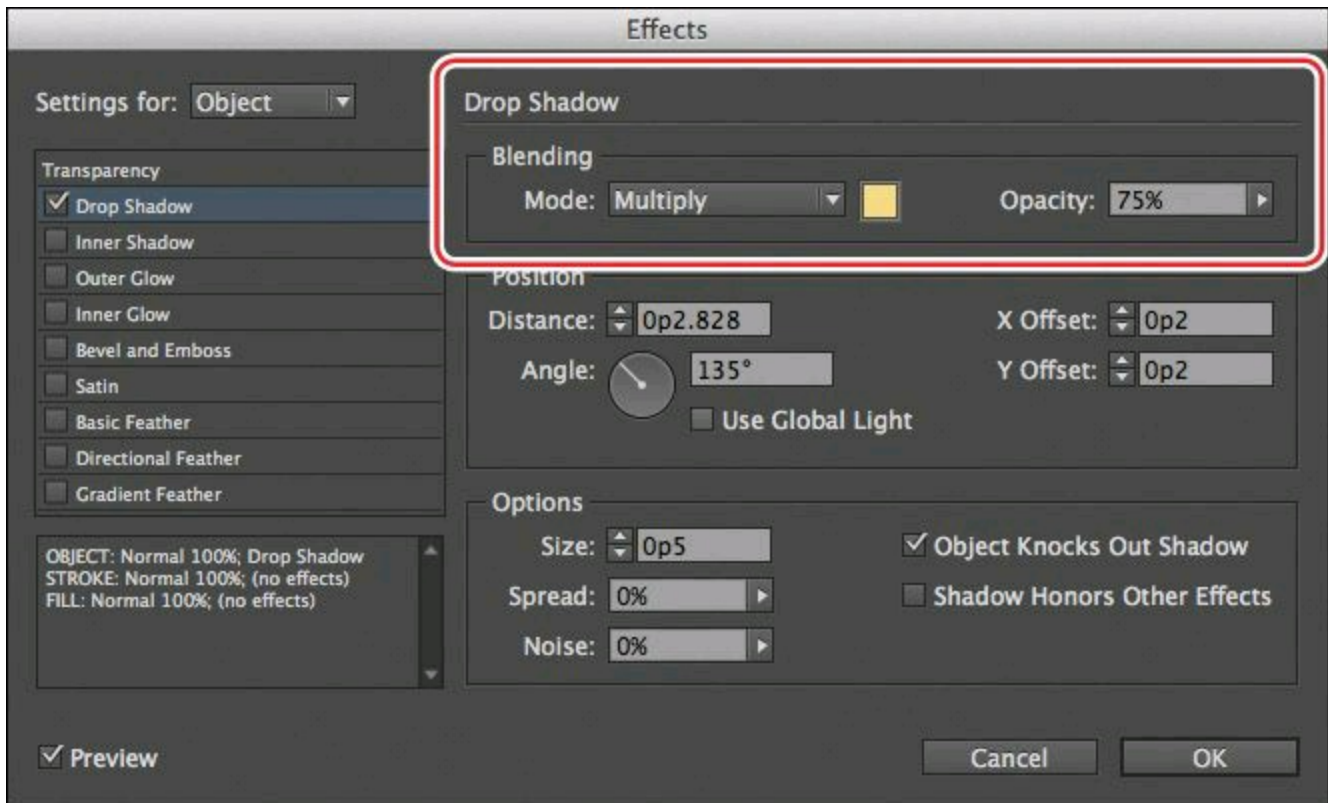 Effects
Settings for: Object
Transparency
Drop Shadow
Inner Shadow
Outer Glow
Inner Glow
Bevel and Emboss
Satin
Basic Feather
Directional Feather
Gradient Feather
OBJECT: Normal 100%; Drop Shadow
STROKE: Normal 100%; (no effects)
FILL: Normal 100%; (no effects)
Preview
Drop Shadow
Blending
Mode: Multiply Opacity: 75%
Position
Distance: 0p2.828 X Offset: 0p2
Angle: 135° Y Offset: 0p2
Use Global Light
Options
Size: 0p5 Object Knocks Out Shadow
Spread: 0% Shadow Honors Other Effects
Noise: 0%
Cancel OK